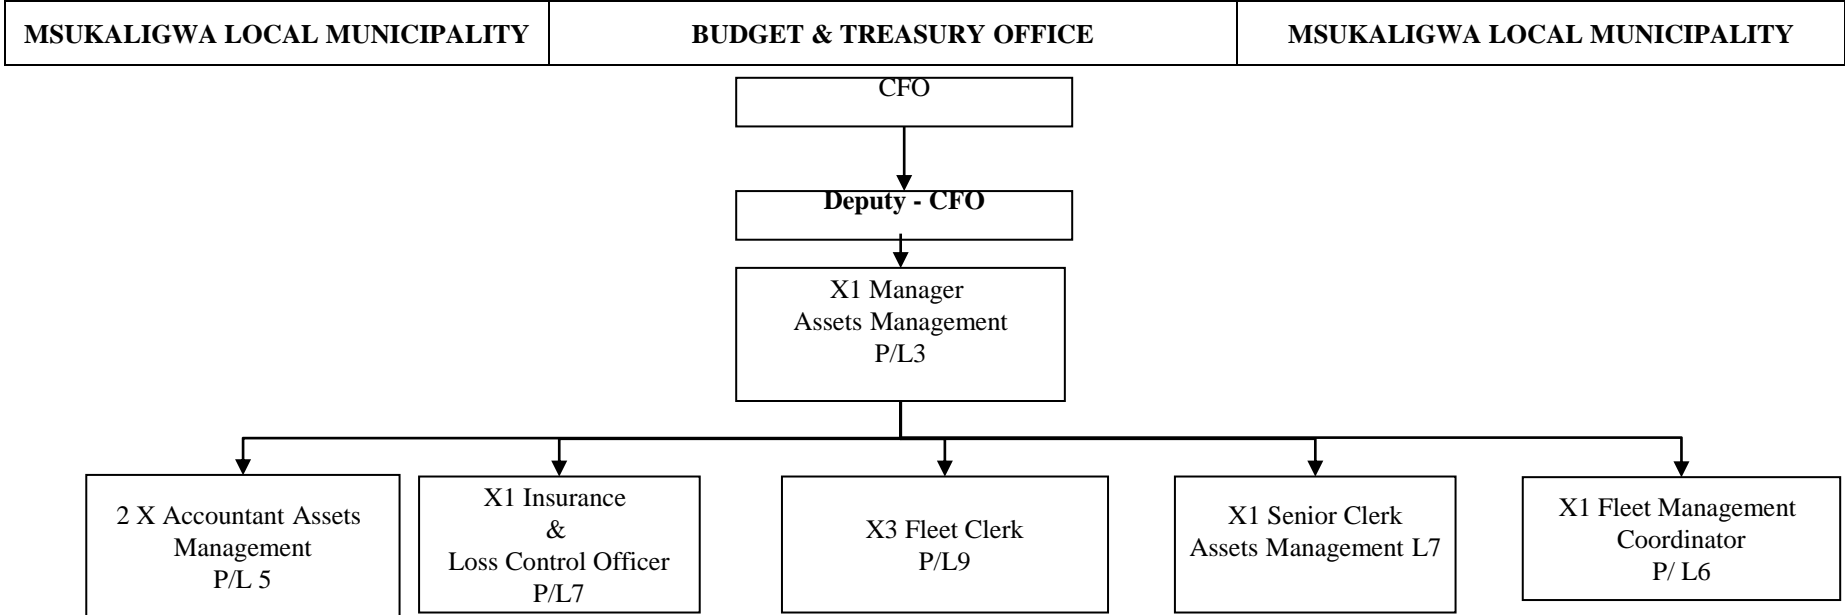 MSUKALIGWA LOCAL MUNICIPALITY
BUDGET & TREASURY OFFICE
MSUKALIGWA LOCAL MUNICIPALITY
CFO
Deputy - CFO
X1 Manager
Assets Management
P/L3
2 X Accountant Assets
Management
P/L 5
X1 Insurance
&
Loss Control Officer
P/L7
X3 Fleet Clerk
P/L9
X1 Senior Clerk
Assets Management L7
X1 Fleet Management
Coordinator
P/ L6